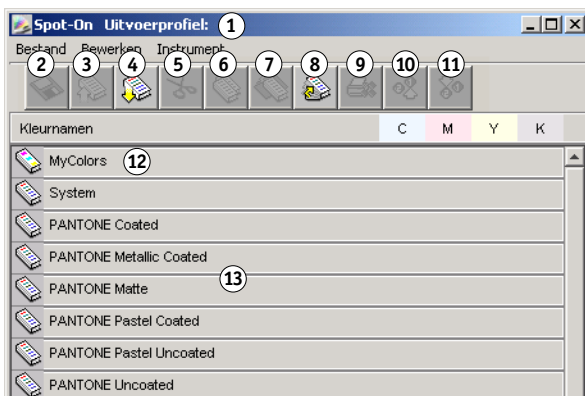 Spot-On Uitvoerprofiel: 1
Bestand Bewerken Instrument
2 3 4 5 6 7 8 9 10 11
Kleurnamen C M Y K
MyColors 12
System
PANTONE Coated
PANTONE Metallic Coated
13
PANTONE Matte
PANTONE Pastel Coated
PANTONE Pastel Uncoated
PANTONE Uncoated